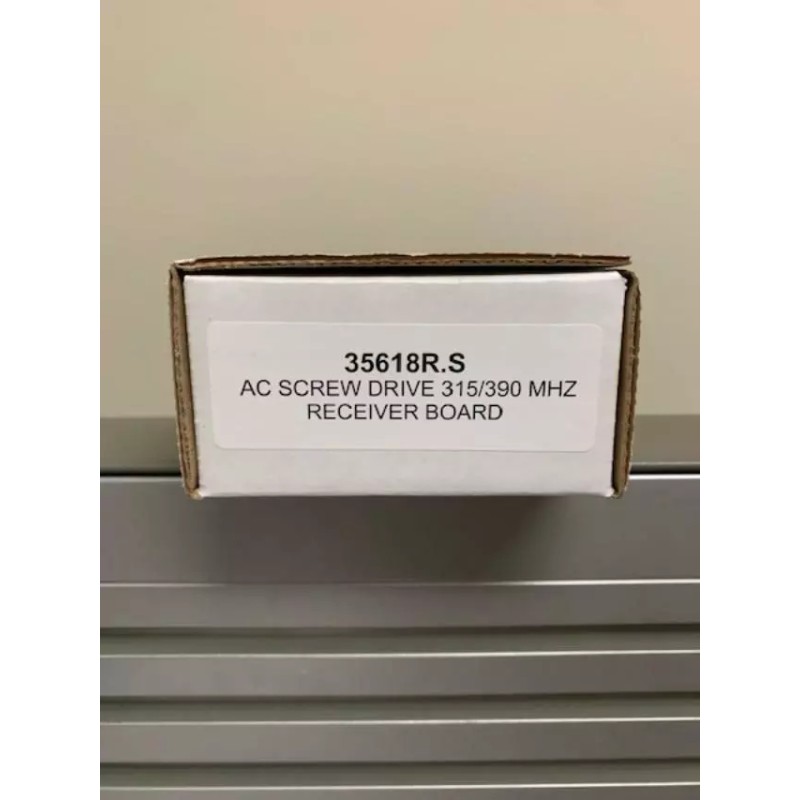 35618R.S
AC SCREW DRIVE 315/390 MHZ
RECEIVER BOARD